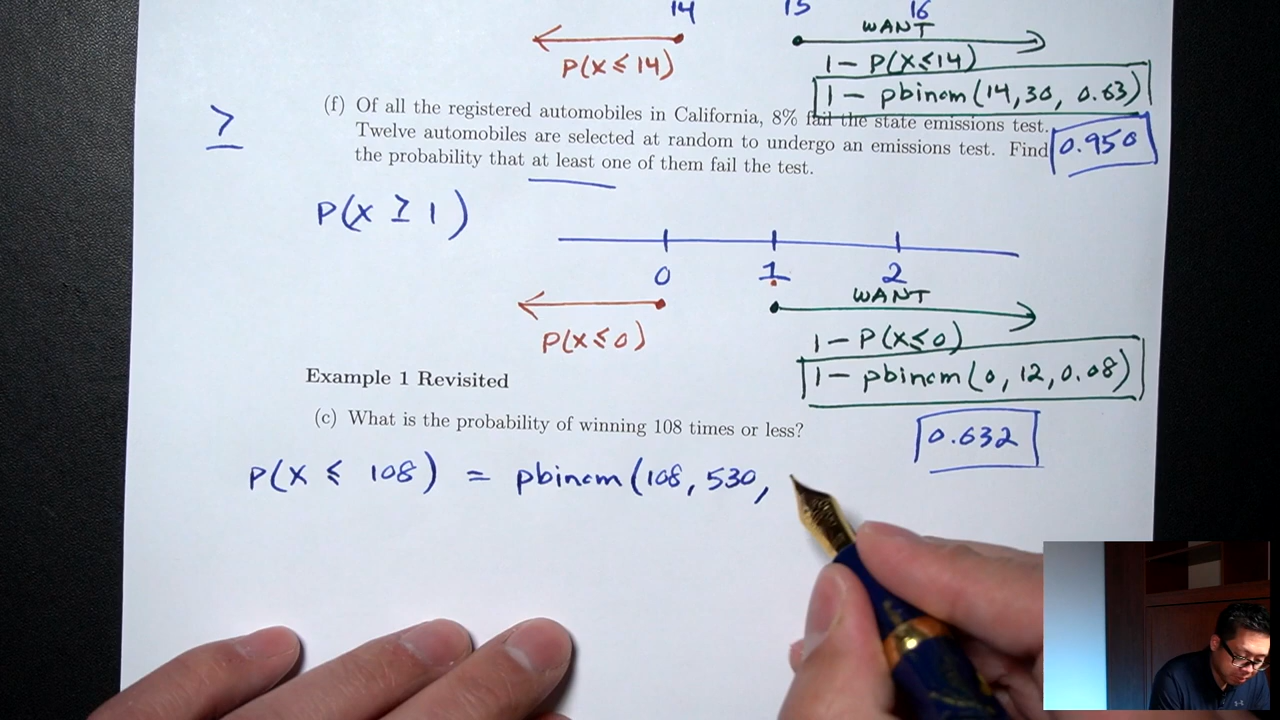 14 15 16
WANT
P(X ≤ 14) 1 - P(X ≤ 14)
1 - pbinom(14, 30, 0.63)
≥ (f) Of all the registered automobiles in California, 8% fail the state emissions test.
Twelve automobiles are selected at random to undergo an emissions test. Find 0.950
the probability that at least one of them fail the test.
P(X ≥ 1)
0 1 2
WANT
P(X ≤ 0) 1 - P(X ≤ 0)
1 - pbinom(0, 12, 0.08)
Example 1 Revisited
(c) What is the probability of winning 108 times or less? 0.632
P(X ≤ 108) = pbinom(108, 530,